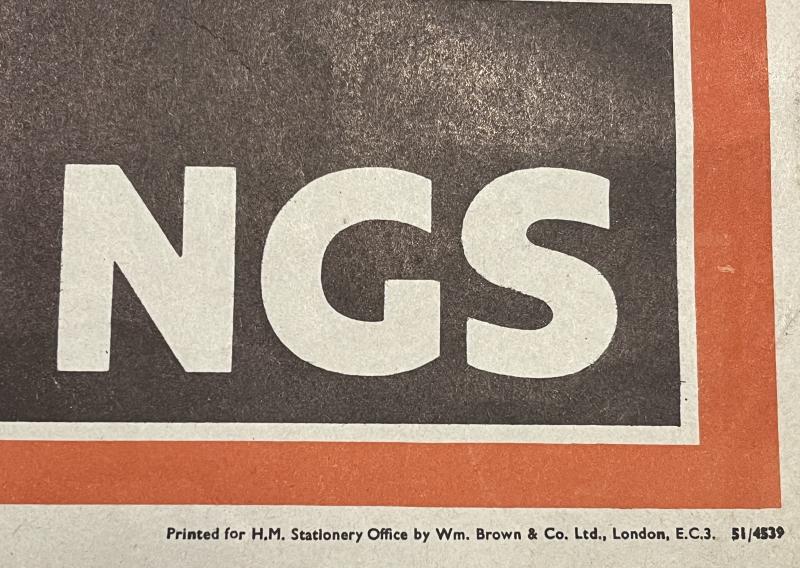 NGS
Printed for H.M. Stationery Office by Wm. Brown & Co. Ltd., London, E.C.3. 51/4539